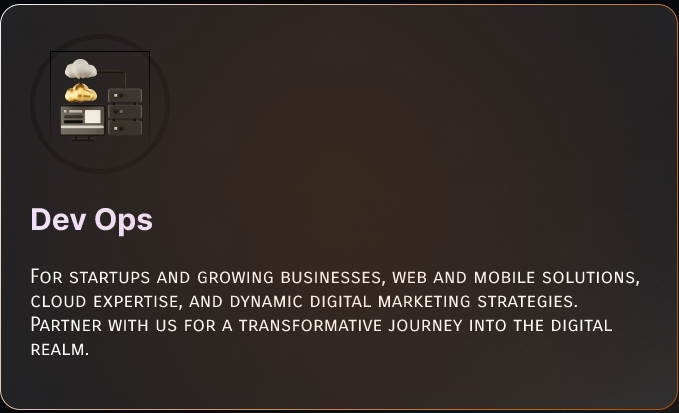 Dev Ops
For startups and growing businesses, web and mobile solutions,
cloud expertise, and dynamic digital marketing strategies.
Partner with us for a transformative journey into the digital
realm.